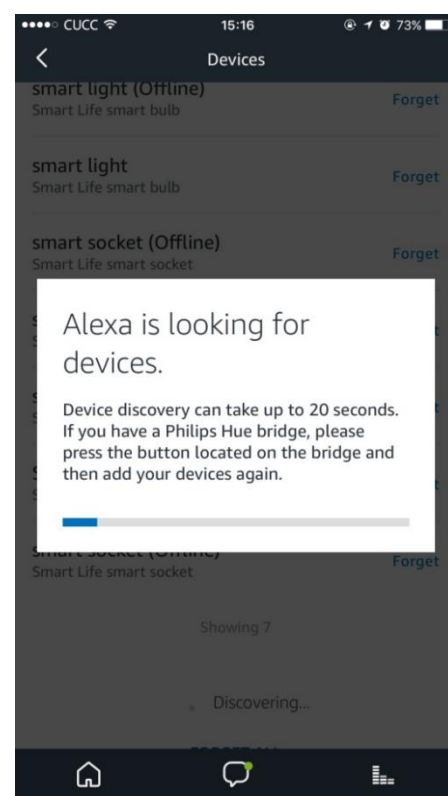 CUCC 15:16 73%
Devices
smart light (Offline)
Smart Life smart bulb
Forget
smart light
Smart Life smart bulb
Forget
smart socket (Offline)
Smart Life smart socket
Forget
Alexa is looking for
devices.
Device discovery can take up to 20 seconds.
If you have a Philips Hue bridge, please
press the button located on the bridge and
then add your devices again.
smart socket (Offline)
Smart Life smart socket
Forget
Showing 7
Discovering...